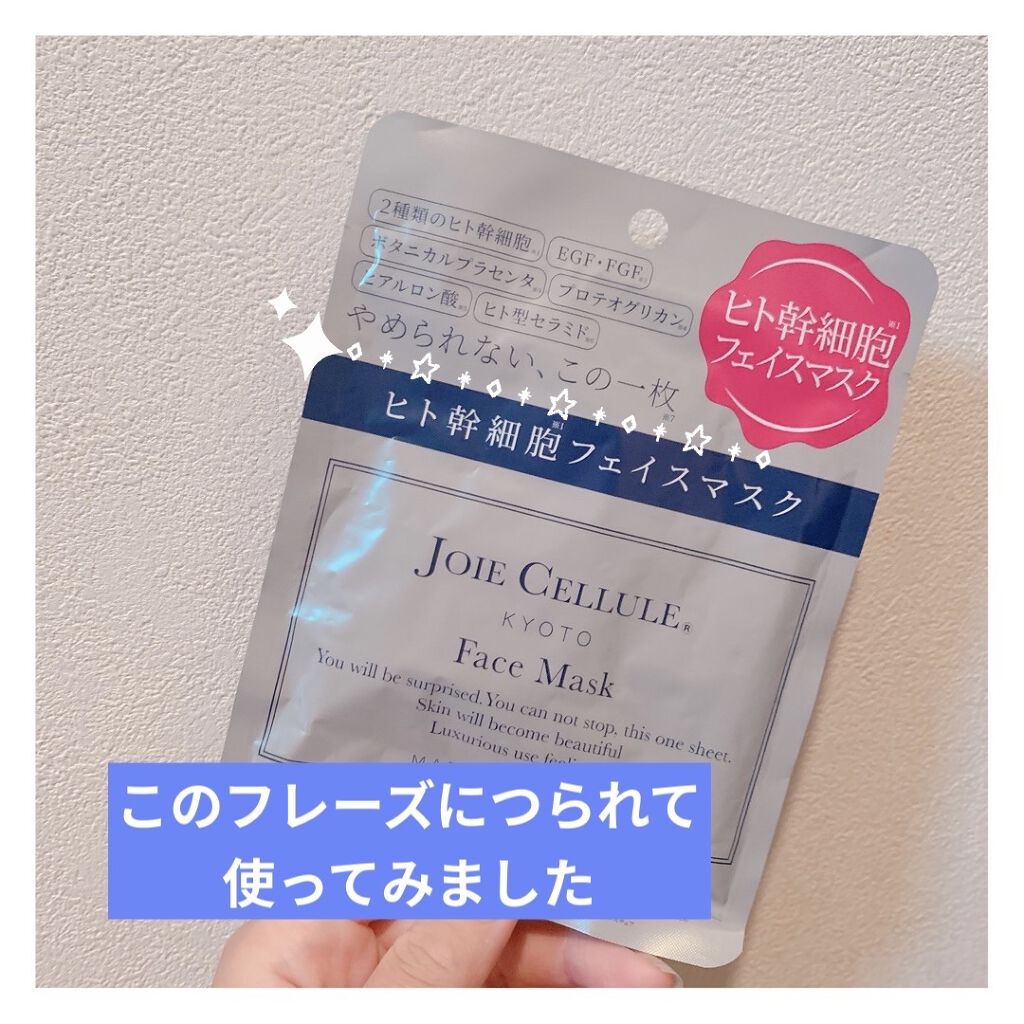 2種類のヒト幹細胞
EGF・FGF
ボタニカルプラセンタ
プロテオグリカン
ヒアルロン酸
ヒト型セラミド
やめられない、この一枚
※7
ヒト幹細胞
※1
フェイスマスク
ヒト幹細胞フェイスマスク
※1
JOIE CELLULE®
KYOTO
Face Mask
You will be surprised.You can not stop, this one sheet.
Skin will become beautiful
Luxurious use
このフレーズにつられて
使ってみました